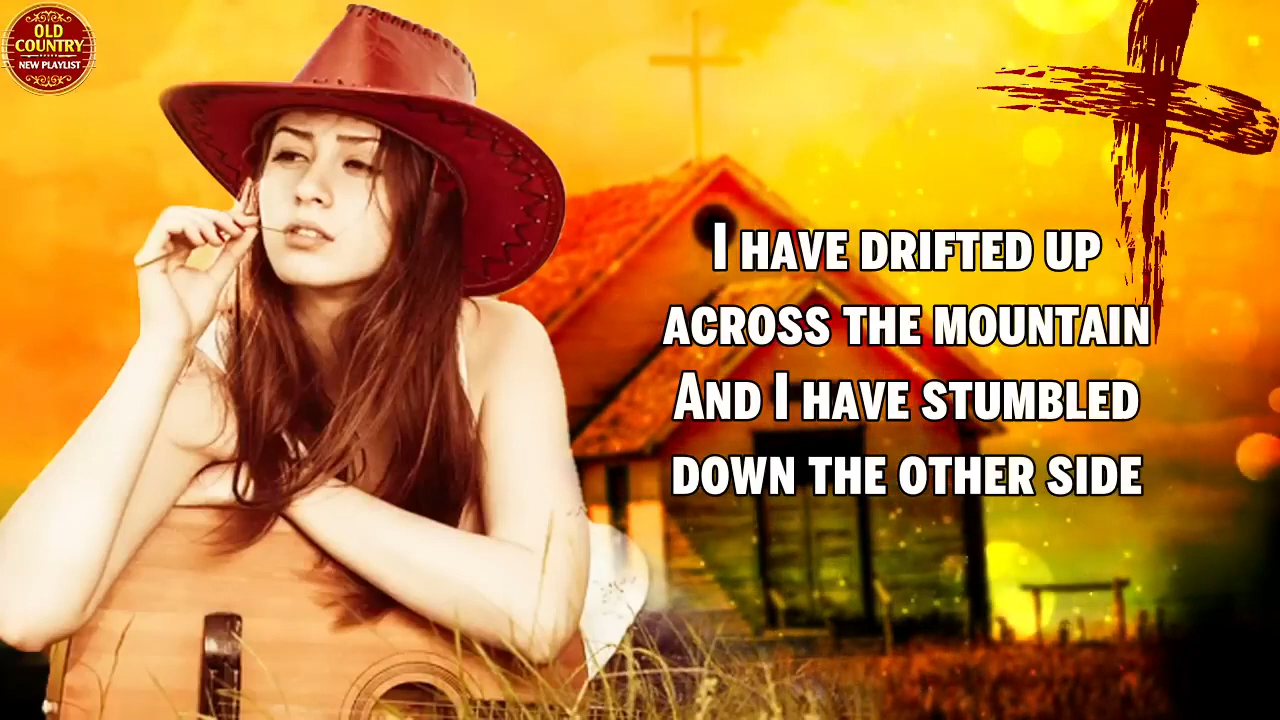 OLD
COUNTRY
NEW PLAYLIST
I HAVE DRIFTED UP
ACROSS THE MOUNTAIN
AND I HAVE STUMBLED
DOWN THE OTHER SIDE